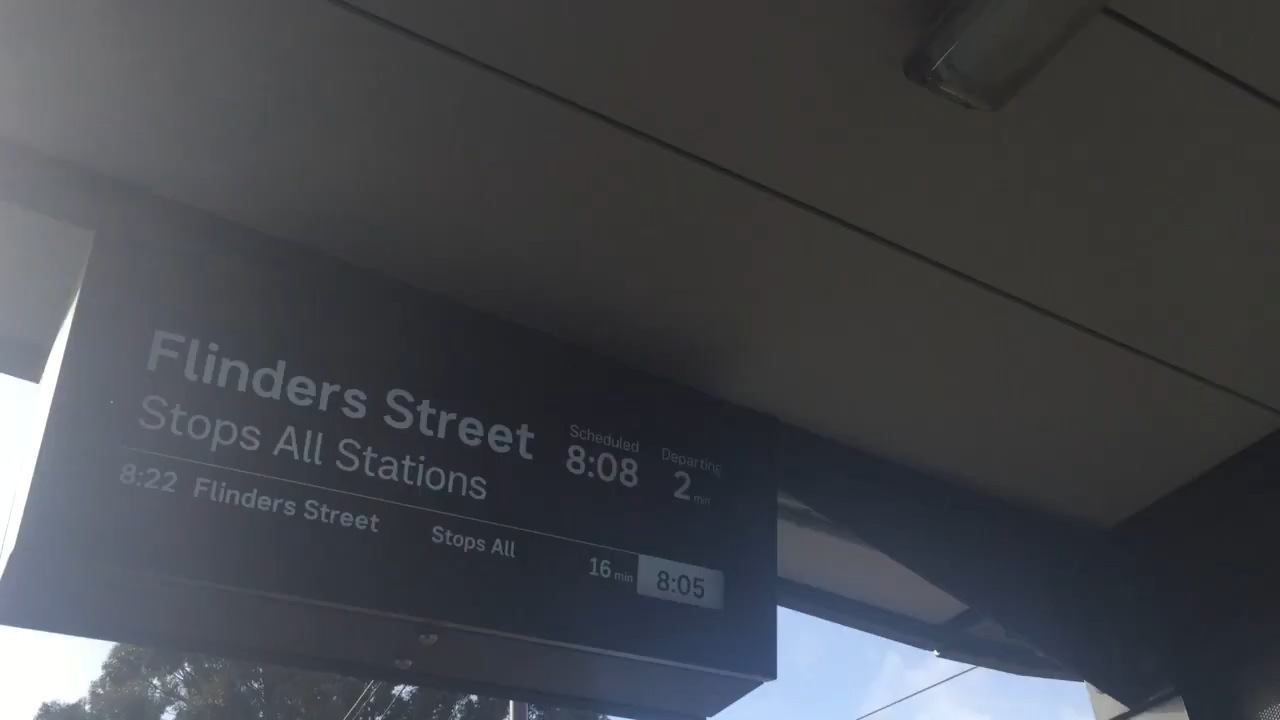 Flinders Street
Stops All Stations
Scheduled
8:08
Departing
2 min
8:22 Flinders Street Stops All 16 min
8:05